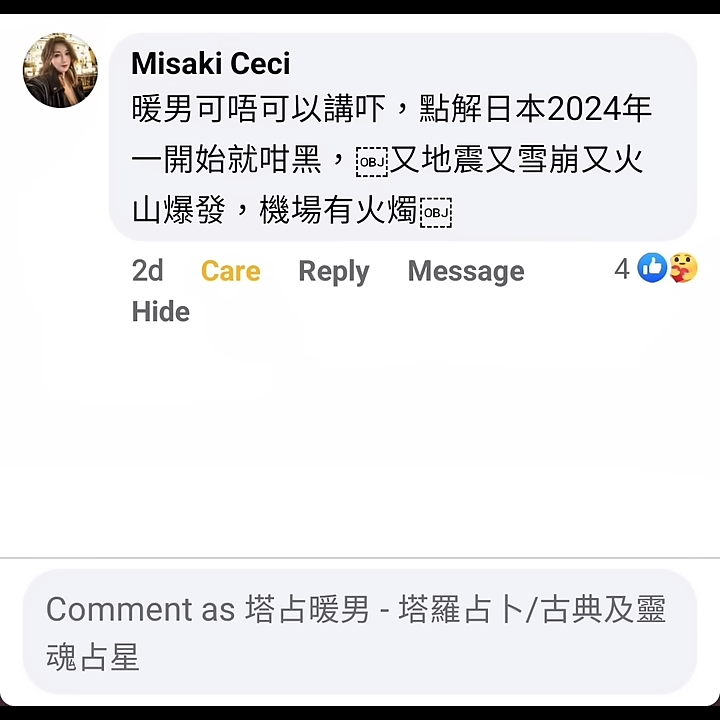 Misaki Ceci
暖男可唔可以講吓，點解日本2024年
一開始就咁黑，￼又地震又雪崩又火
山爆發，機場有火燭￼
2d Care Reply Message 4
Hide
Comment as 塔占暖男 - 塔羅占卜/古典及靈
魂占星